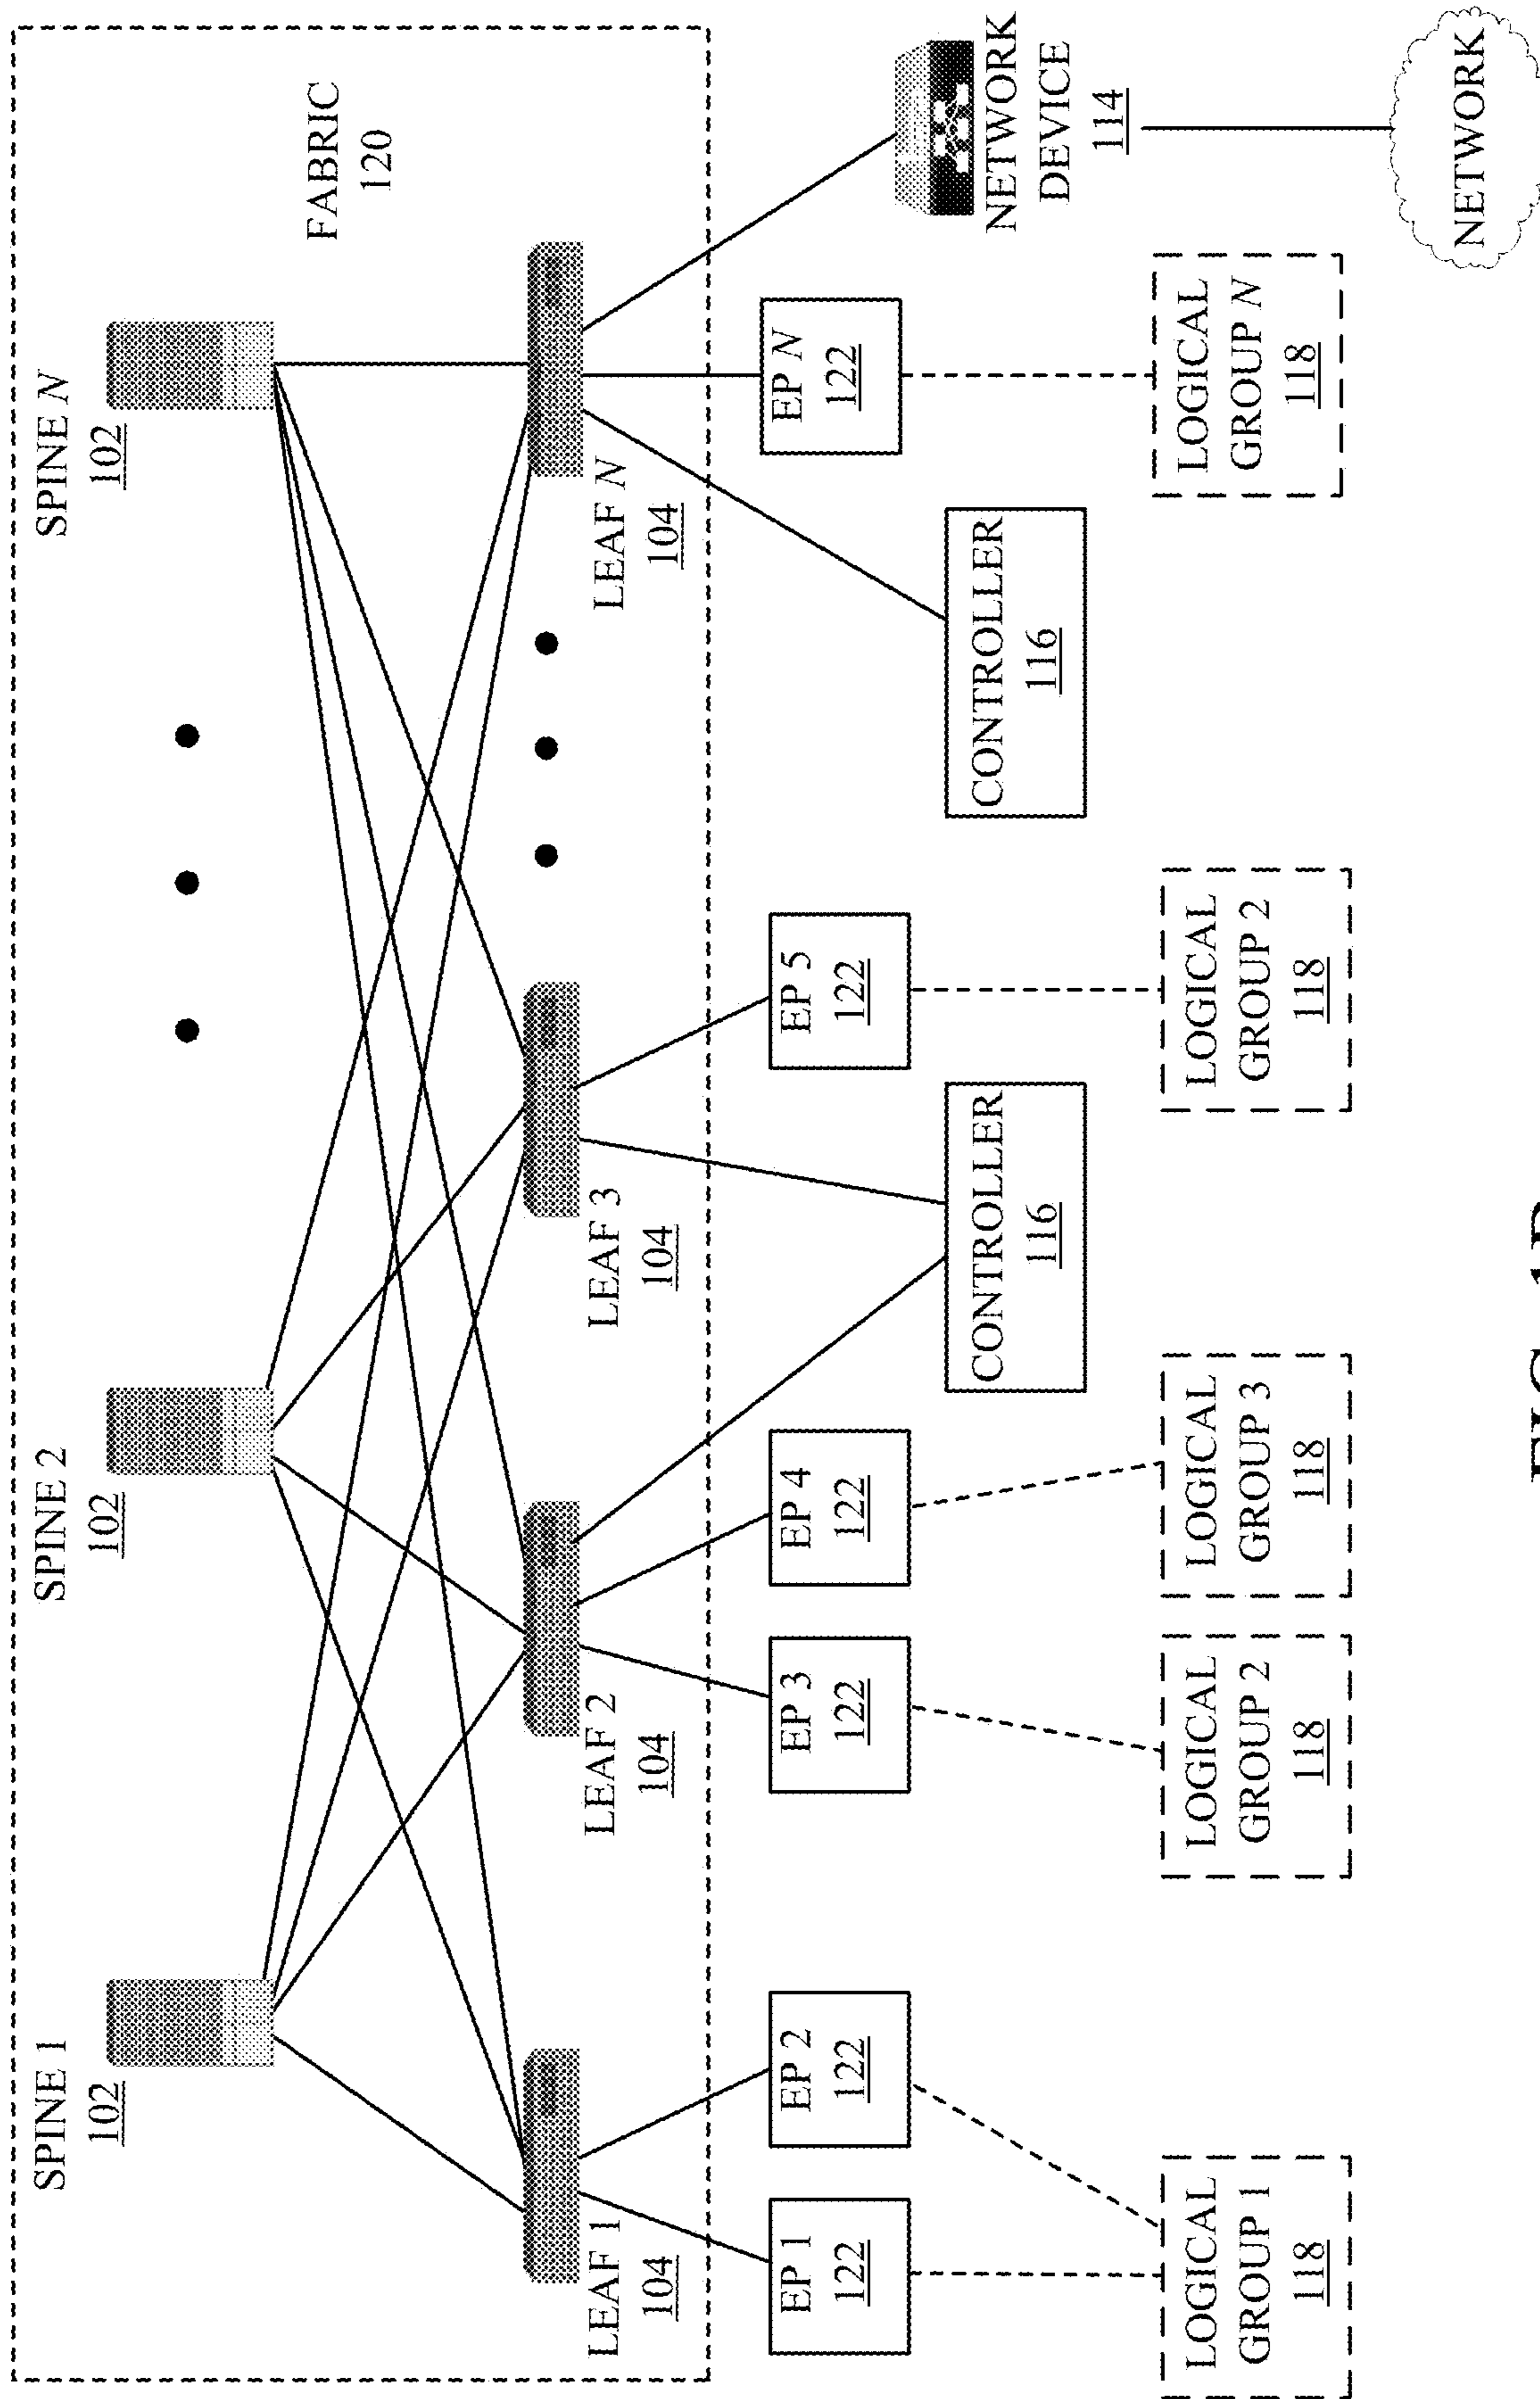 SPINE 1
102
SPINE 2
102
SPINE N
102
FABRIC
120
LEAF 1
104
LEAF 2
104
LEAF 3
104
LEAF N
104
EP 1
122
EP 2
122
EP 3
122
EP 4
122
EP 5
122
EP N
122
CONTROLLER
116
CONTROLLER
116
NETWORK
DEVICE
114
LOGICAL
GROUP 1
118
LOGICAL
GROUP 2
118
LOGICAL
GROUP 3
118
LOGICAL
GROUP 2
118
LOGICAL
GROUP N
118
NETWORK